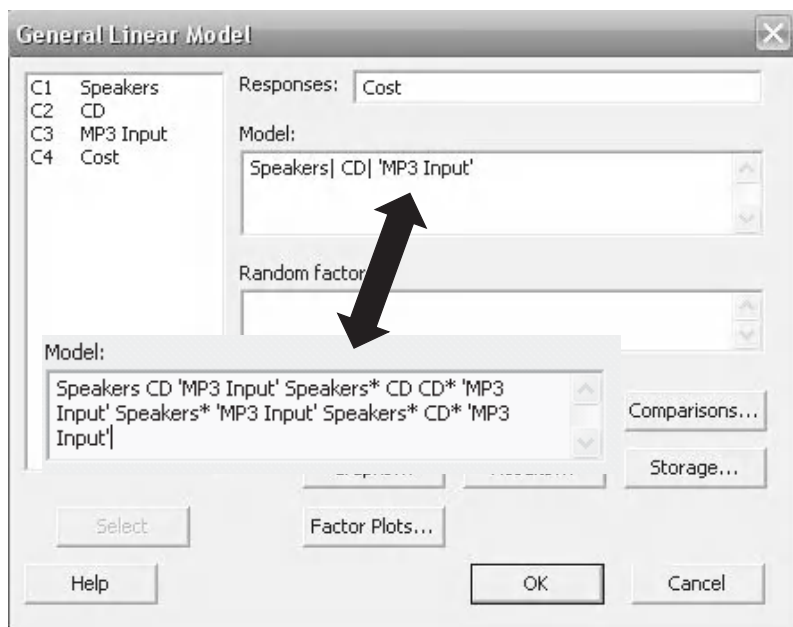 General Linear Model
C1 Speakers
C2 CD
C3 MP3 Input
C4 Cost
Responses: Cost
Model:
Speakers| CD| 'MP3 Input'
Random factor
Model:
Speakers CD 'MP3 Input' Speakers* CD CD* 'MP3
Input' Speakers* 'MP3 Input' Speakers* CD* 'MP3
Input'
Comparisons...
Storage...
Select
Factor Plots...
Help
OK
Cancel